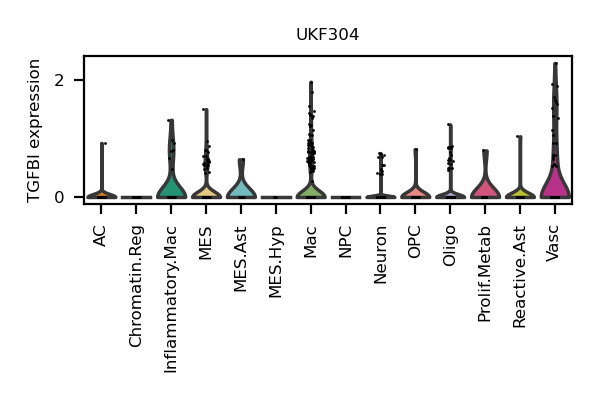 UKF304
TGFBI expression
2
0
AC
Chromatin.Reg
Inflammatory.Mac
MES
MES.Ast
MES.Hyp
Mac
NPC
Neuron
OPC
Oligo
Prolif.Metab
Reactive.Ast
Vasc